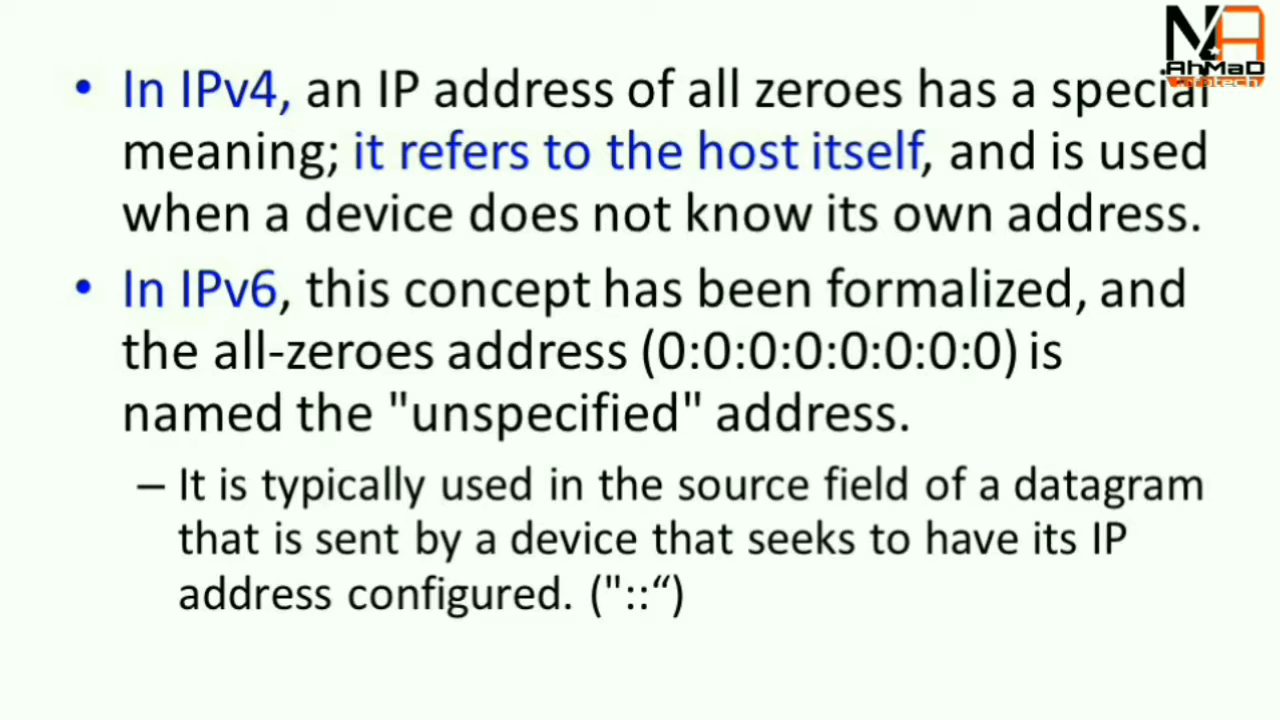 NA
AhMaD
infotech
• In IPv4, an IP address of all zeroes has a special
meaning; it refers to the host itself, and is used
when a device does not know its own address.
• In IPv6, this concept has been formalized, and
the all-zeroes address (0:0:0:0:0:0:0:0) is
named the "unspecified" address.
– It is typically used in the source field of a datagram
that is sent by a device that seeks to have its IP
address configured. ("::“)